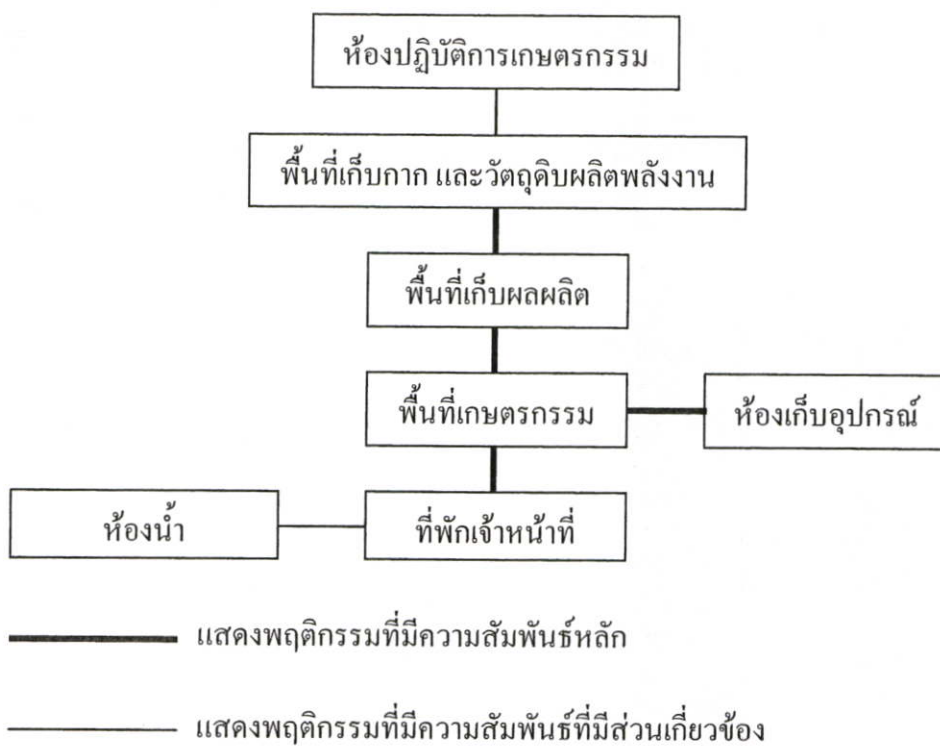 ห้องปฏิบัติการเกษตรกรรม
พื้นที่เก็บกาก และวัตถุดิบผลิตพลังงาน
พื้นที่เก็บผลผลิต
พื้นที่เกษตรกรรม
ห้องเก็บอุปกรณ์
ห้องน้ำ
ที่พักเจ้าหน้าที่
แสดงพฤติกรรมที่มีความสัมพันธ์หลัก
แสดงพฤติกรรมที่มีความสัมพันธ์ที่มีส่วนเกี่ยวข้อง